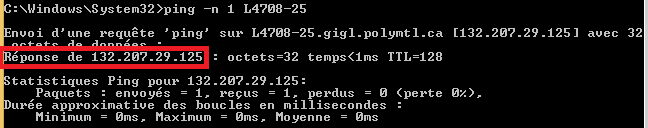 C:\Windows\System32>ping -n 1 L4708-25
Envoi d'une requête 'ping' sur L4708-25.gigl.polymtl.ca [132.207.29.125] avec 32
octets de données :
Réponse de 132.207.29.125 : octets=32 temps<1ms TTL=128
Statistiques Ping pour 132.207.29.125:
Paquets : envoyés = 1, reçus = 1, perdus = 0 (perte 0%),
Durée approximative des boucles en millisecondes :
Minimum = 0ms, Maximum = 0ms, Moyenne = 0ms